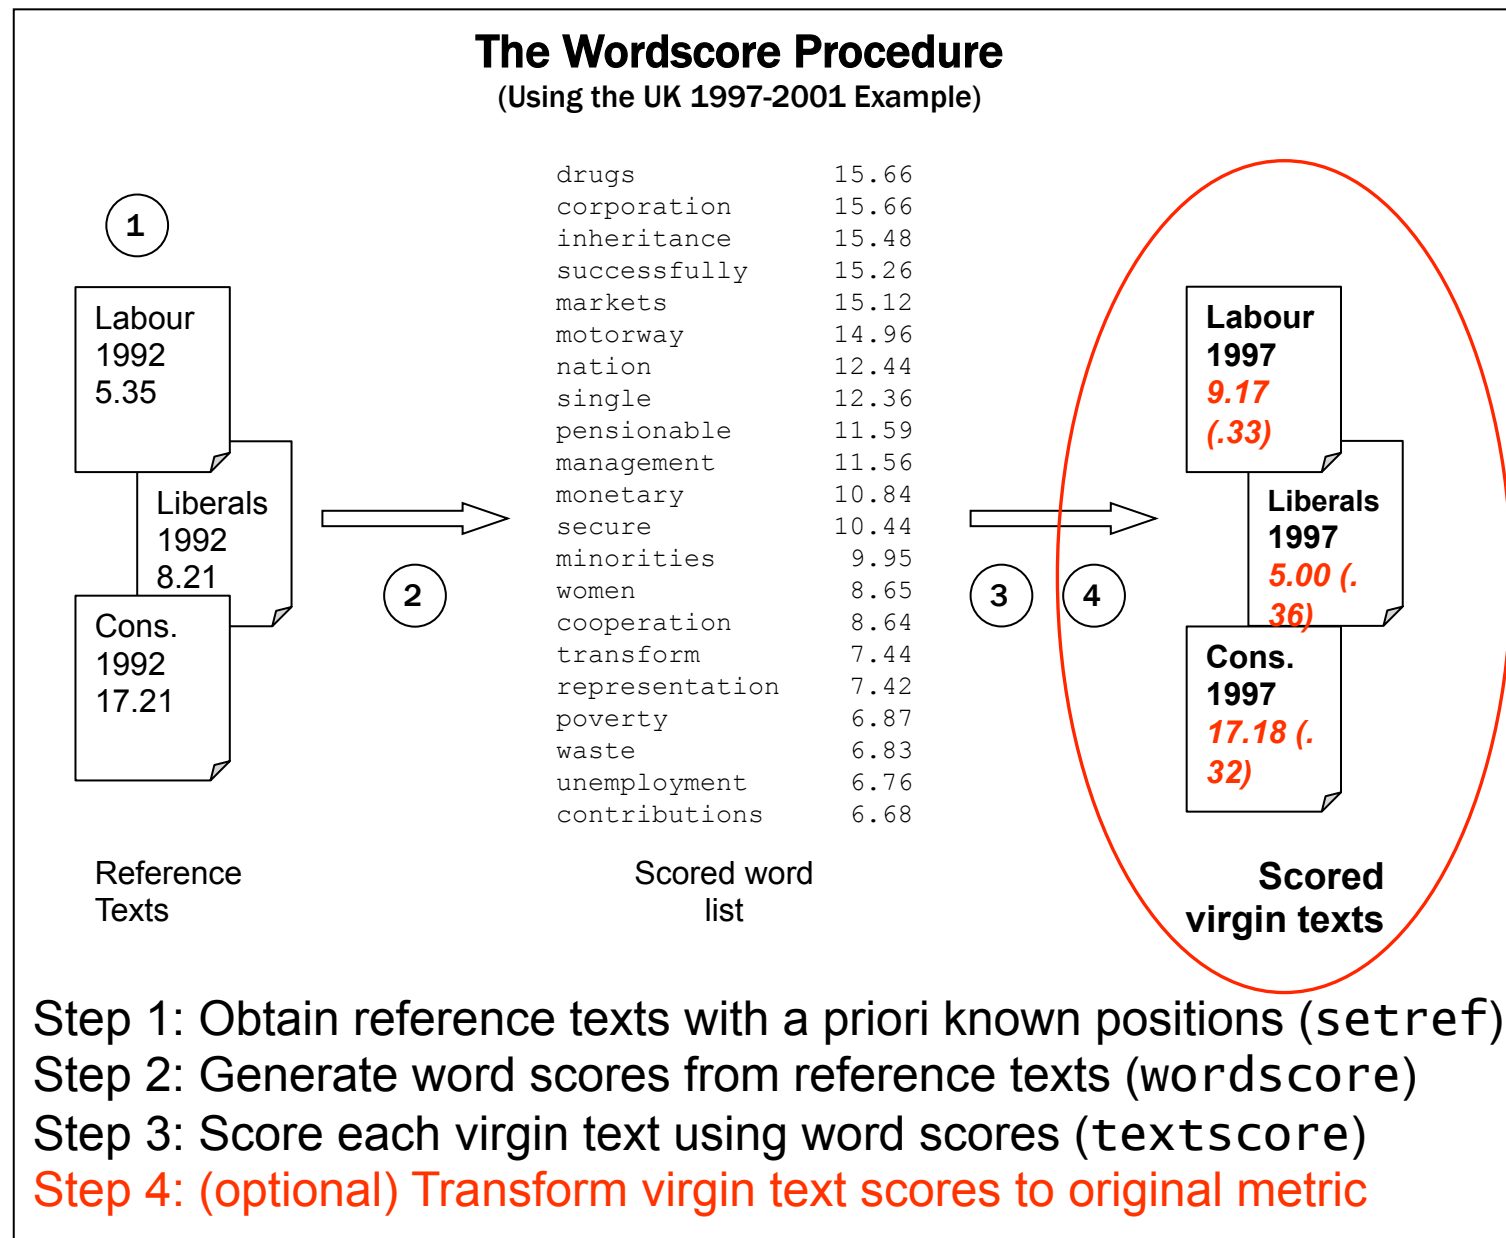 The Wordscore Procedure
(Using the UK 1997-2001 Example)
1
Labour
1992
5.35
Liberals
1992
8.21
Cons.
1992
17.21
Reference
Texts
2
drugs 15.66
corporation 15.66
inheritance 15.48
successfully 15.26
markets 15.12
motorway 14.96
nation 12.44
single 12.36
pensionable 11.59
management 11.56
monetary 10.84
secure 10.44
minorities 9.95
women 8.65
cooperation 8.64
transform 7.44
representation 7.42
poverty 6.87
waste 6.83
unemployment 6.76
contributions 6.68
Scored word
list
3
4
Labour
1997
9.17
(.33)
Liberals
1997
5.00 (.
36)
Cons.
1997
17.18 (.
32)
Scored
virgin texts
Step 1: Obtain reference texts with a priori known positions (setref)
Step 2: Generate word scores from reference texts (wordscore)
Step 3: Score each virgin text using word scores (textscore)
Step 4: (optional) Transform virgin text scores to original metric